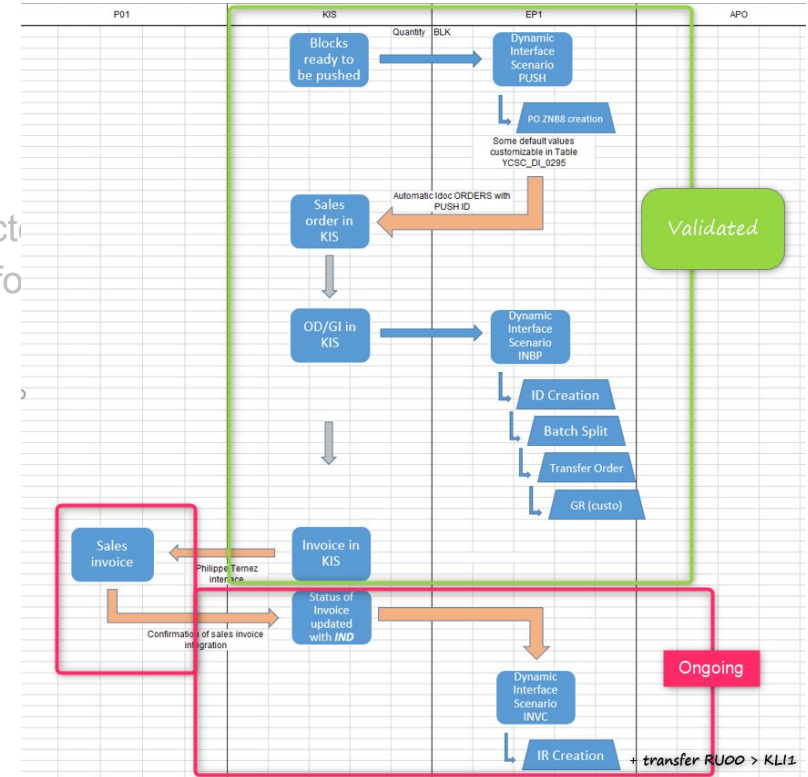 P01
KIS
EP1
APO
Quantity
BLK
Blocks
ready to
be pushed
Dynamic
Interface
Scenario
PUSH
PO ZNB8 creation
Some default values
customizable in Table
YCSC_DI_0295
Automatic Idoc ORDERS with
PUSH ID
Sales
order in
KIS
Validated
OD/GI in
KIS
Dynamic
Interface
Scenario
INBP
ID Creation
Batch Split
Transfer Order
GR (custo)
Sales
invoice
Invoice in
KIS
Philippe Ternez
interface
Status of
Invoice
updated
with IND
Confirmation of sales invoice
integration
Ongoing
Dynamic
Interface
Scenario
INVC
IR Creation
+ transfer RU00 > KLI1